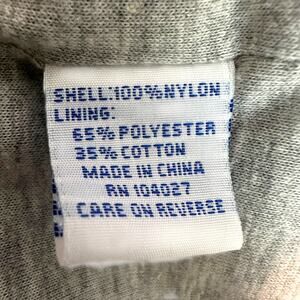 SHELL:100%NYLON
LINING:
65% POLYESTER
35% COTTON
MADE IN CHINA
RN 104027
CARE ON REVERSE